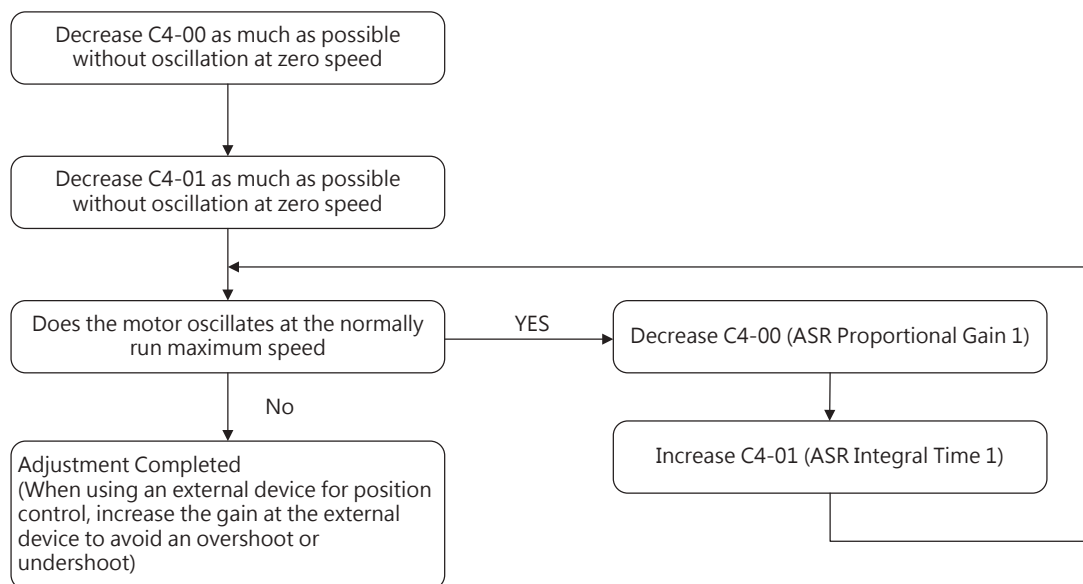 Decrease C4-00 as much as possible
without oscillation at zero speed
Decrease C4-01 as much as possible
without oscillation at zero speed
Does the motor oscillates at the normally
run maximum speed
YES
Decrease C4-00 (ASR Proportional Gain 1)
No
Increase C4-01 (ASR Integral Time 1)
Adjustment Completed
(When using an external device for position
control, increase the gain at the external
device to avoid an overshoot or
undershoot)